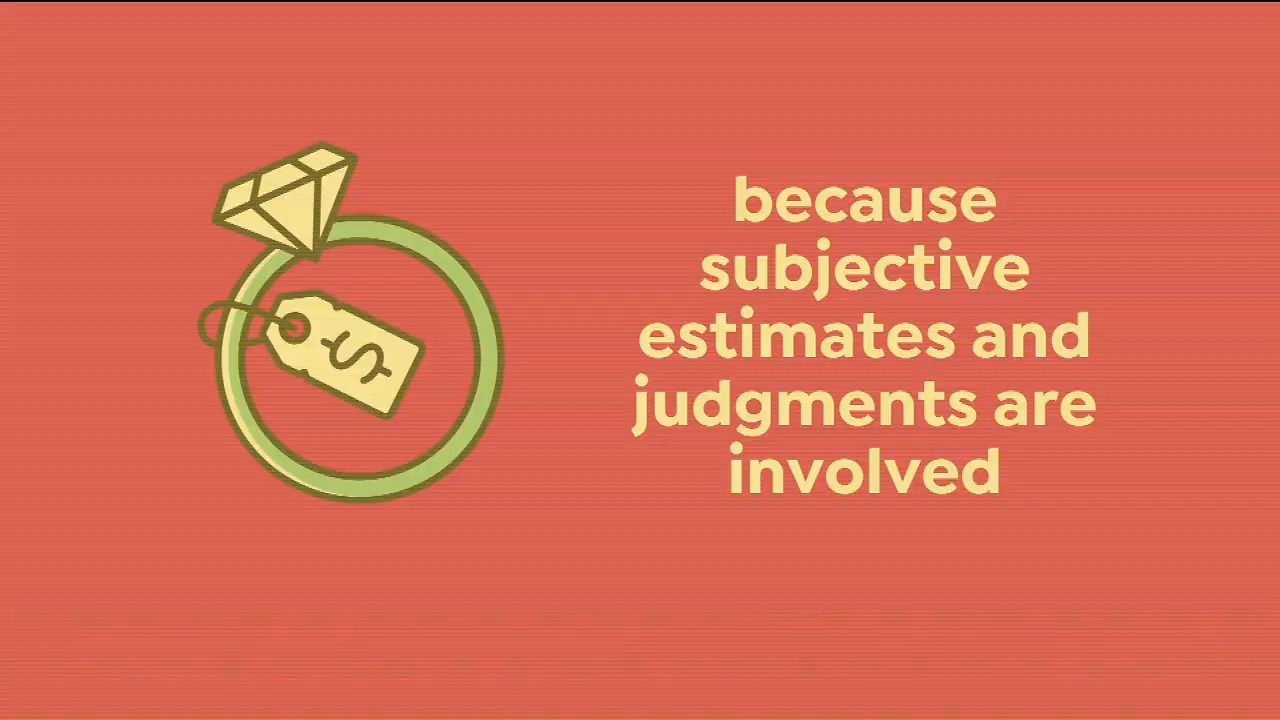 because
subjective
estimates and
judgments are
involved
$